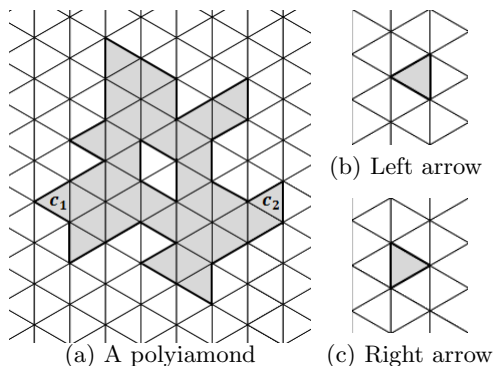 c₁
c₂
(a) A polyiamond
(b) Left arrow
(c) Right arrow